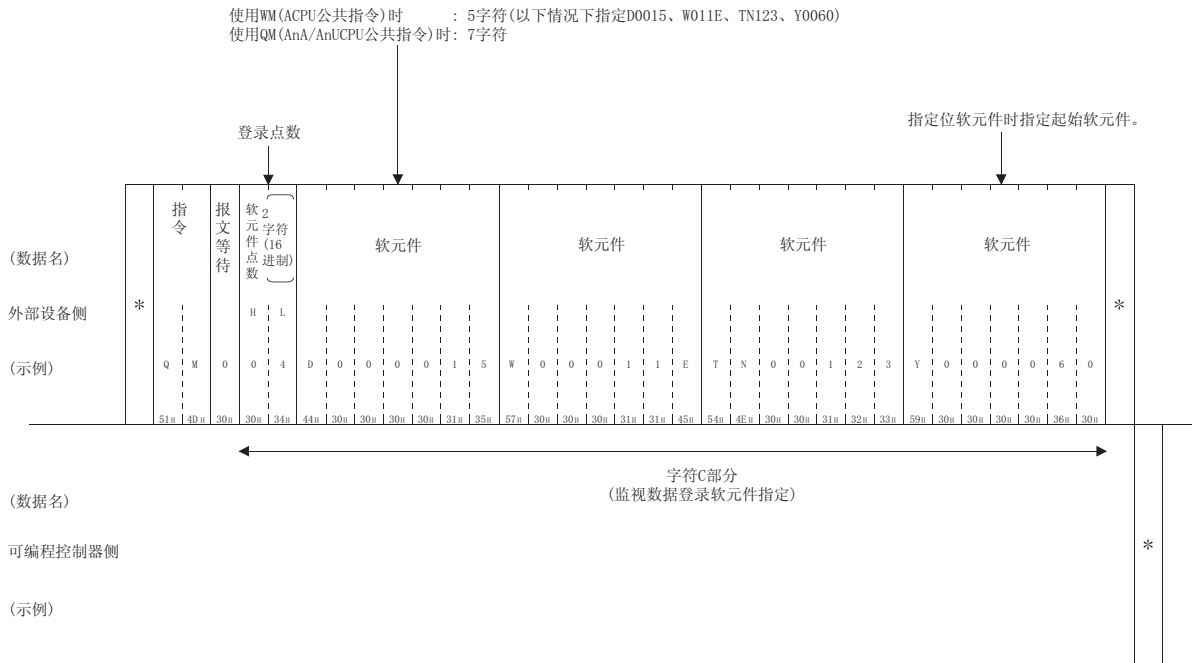 使用WM(ACPU公共指令)时 : 5字符(以下情况下指定D0015、W011E、TN123、Y0060)
使用QM(AnA/AnUCPU公共指令)时: 7字符
登录点数
指定位软元件时指定起始软元件。
(数据名)
外部设备侧
(示例)
*
指令
报文等待
软元件点数
2字符(16进制)
软元件 软元件 软元件 软元件
*
H L
Q M 0 0 4 D 0 0 0 0 1 5 W 0 0 0 1 1 E T N 0 0 1 2 3 Y 0 0 0 0 6 0
51H 4DH 30H 30H 34H 44H 30H 30H 30H 30H 31H 35H 57H 30H 30H 30H 31H 31H 45H 54H 4EH 30H 30H 31H 32H 33H 59H 30H 30H 30H 30H 36H 30H
字符C部分
(监视数据登录软元件指定)
(数据名)
可编程控制器侧
(示例)
*